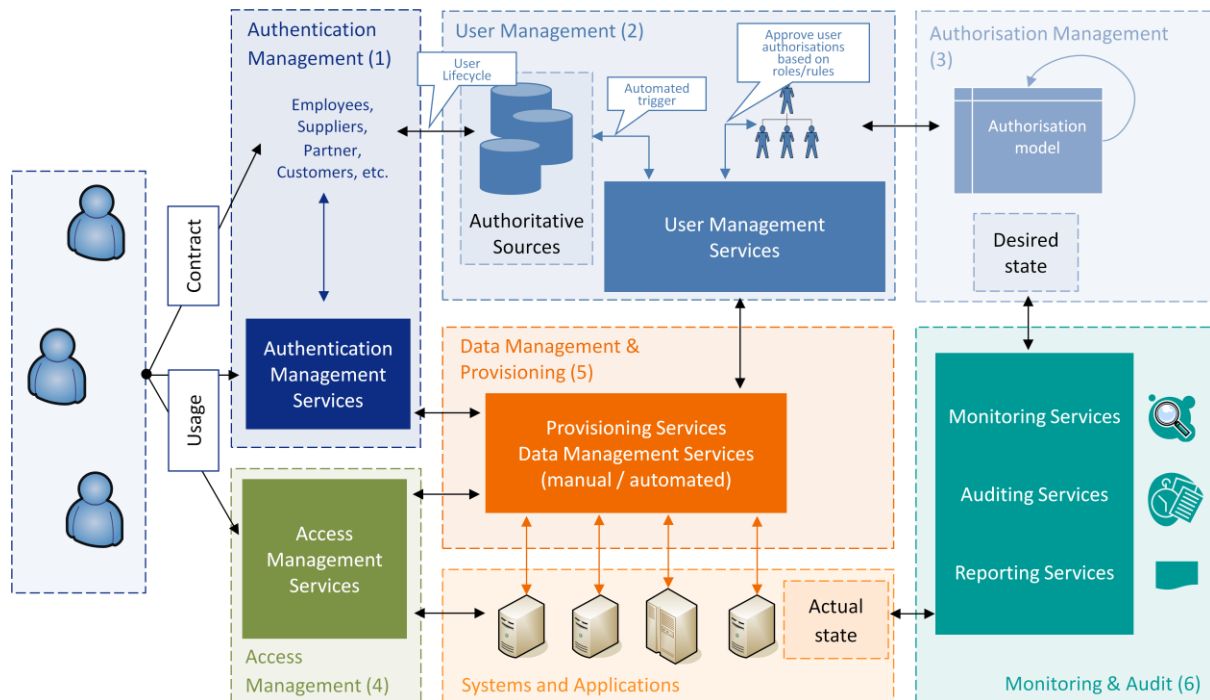 Authentication
Management (1)
User
Lifecycle
Employees,
Suppliers,
Partner,
Customers, etc.
Contract
Usage
Authentication
Management
Services
User Management (2)
Automated
trigger
Approve user
authorisations
based on
roles/rules
Authoritative
Sources
User Management
Services
Authorisation Management
(3)
Authorisation
model
Desired
state
Data Management &
Provisioning (5)
Provisioning Services
Data Management Services
(manual / automated)
Access
Management
Services
Access
Management (4)
Actual
state
Systems and Applications
Monitoring Services
Auditing Services
Reporting Services
Monitoring & Audit (6)